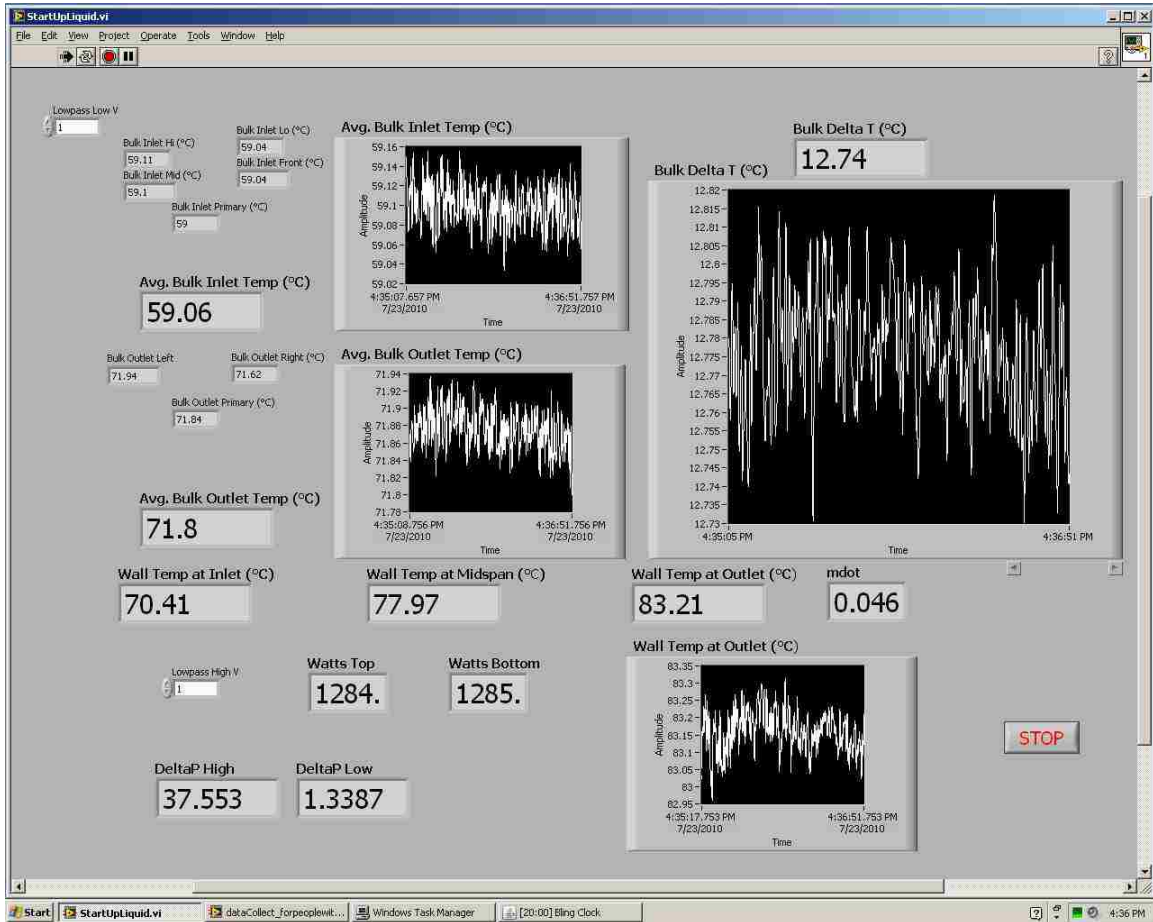 StartUpLiquid.vi
File Edit View Project Operate Tools Window Help
Lowpass Low V
1
Bulk Inlet Hi (°C)
59.11
Bulk Inlet Lo (°C)
59.04
Bulk Inlet Mid (°C)
59.1
Bulk Inlet Front (°C)
59.04
Bulk Inlet Primary (°C)
59
Avg. Bulk Inlet Temp (°C)
59.06
Avg. Bulk Inlet Temp (°C)
Amplitude
59.16
59.14
59.12
59.1
59.08
59.06
59.04
59.02
4:35:07.657 PM 4:36:51.757 PM
7/23/2010 7/23/2010
Time
Bulk Delta T (°C)
12.74
Bulk Delta T (°C)
Amplitude
12.82
12.815
12.81
12.805
12.8
12.795
12.79
12.785
12.78
12.775
12.77
12.765
12.76
12.755
12.75
12.745
12.74
12.735
12.73
4:35:05 PM 4:36:51 PM
Time
Bulk Outlet Left
71.94
Bulk Outlet Right (°C)
71.62
Bulk Outlet Primary (°C)
71.84
Avg. Bulk Outlet Temp (°C)
71.8
Avg. Bulk Outlet Temp (°C)
Amplitude
71.94
71.92
71.9
71.88
71.86
71.84
71.82
71.8
71.78
4:35:08.756 PM 4:36:51.756 PM
7/23/2010 7/23/2010
Time
Wall Temp at Inlet (°C)
70.41
Wall Temp at Midspan (°C)
77.97
Wall Temp at Outlet (°C)
83.21
mdot
0.046
Lowpass High V
1
Watts Top
1284.
Watts Bottom
1285.
Wall Temp at Outlet (°C)
Amplitude
83.35
83.3
83.25
83.2
83.15
83.1
83.05
83
82.95
4:35:17.753 PM 4:36:51.753 PM
7/23/2010 7/23/2010
Time
STOP
DeltaP High
37.553
DeltaP Low
1.3387
Start StartUpLiquid.vi dataCollect_forpeoplewit... Windows Task Manager [20:00] Bling Clock 4:36 PM